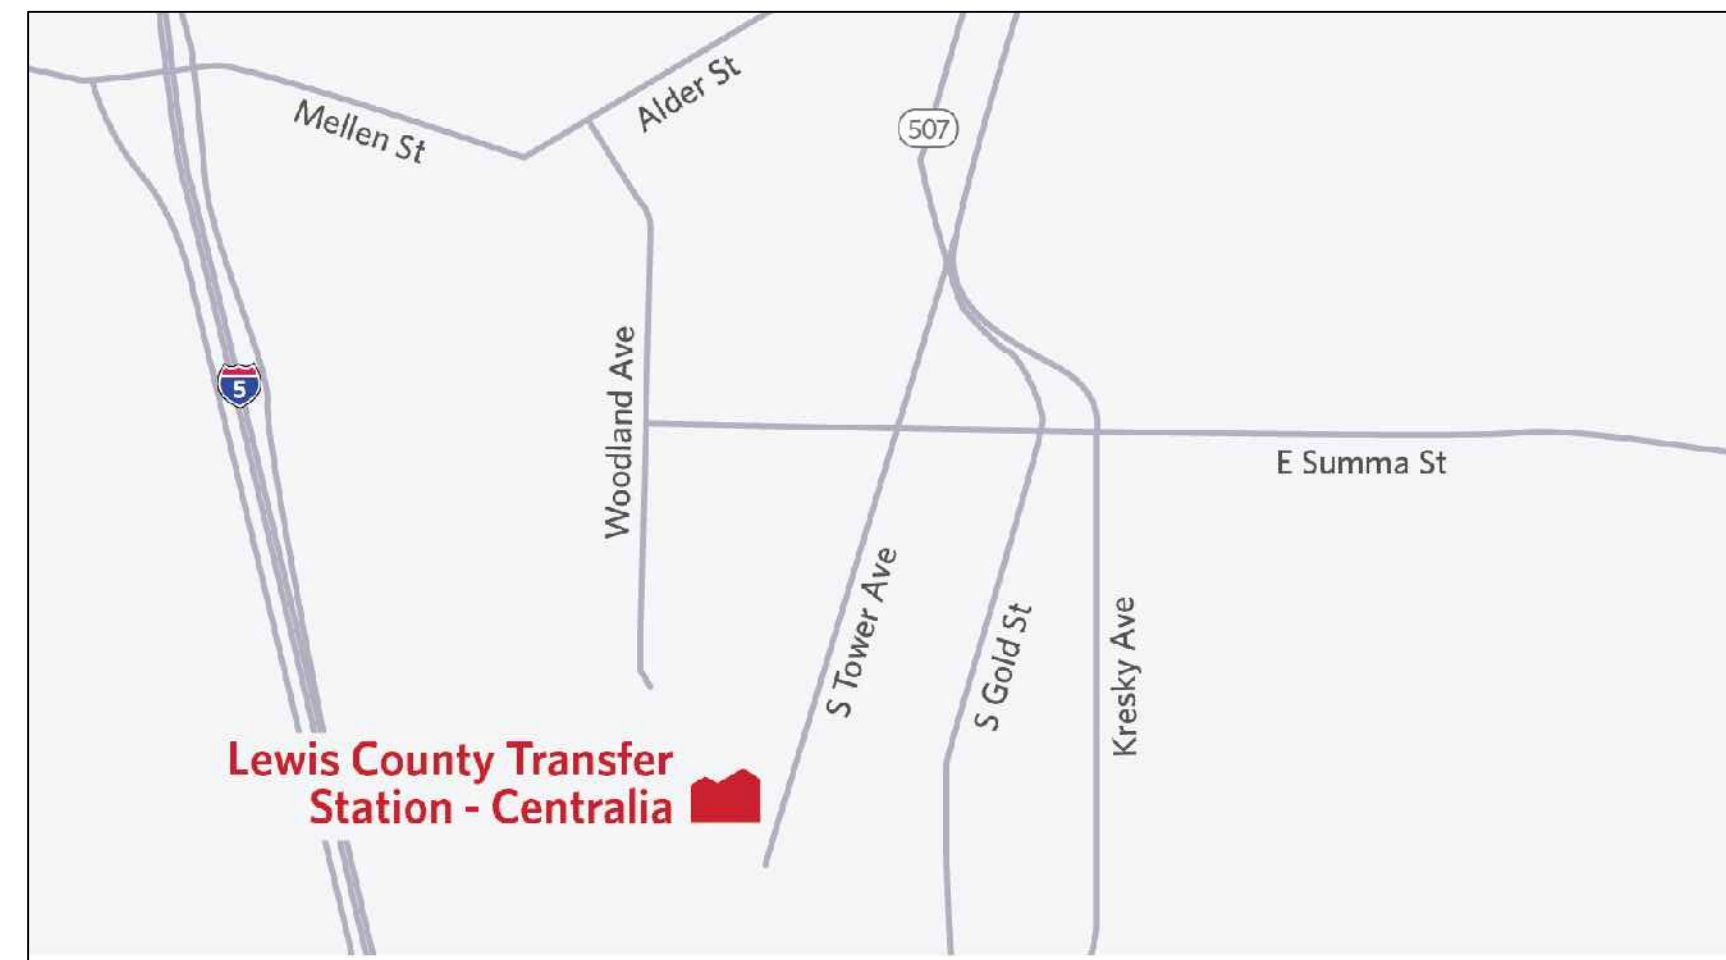 Alder St
Mellen St
507
5
Woodland Ave
E Summa St
S Tower Ave
S Gold St
Kresky Ave
Lewis County Transfer
Station - Centralia